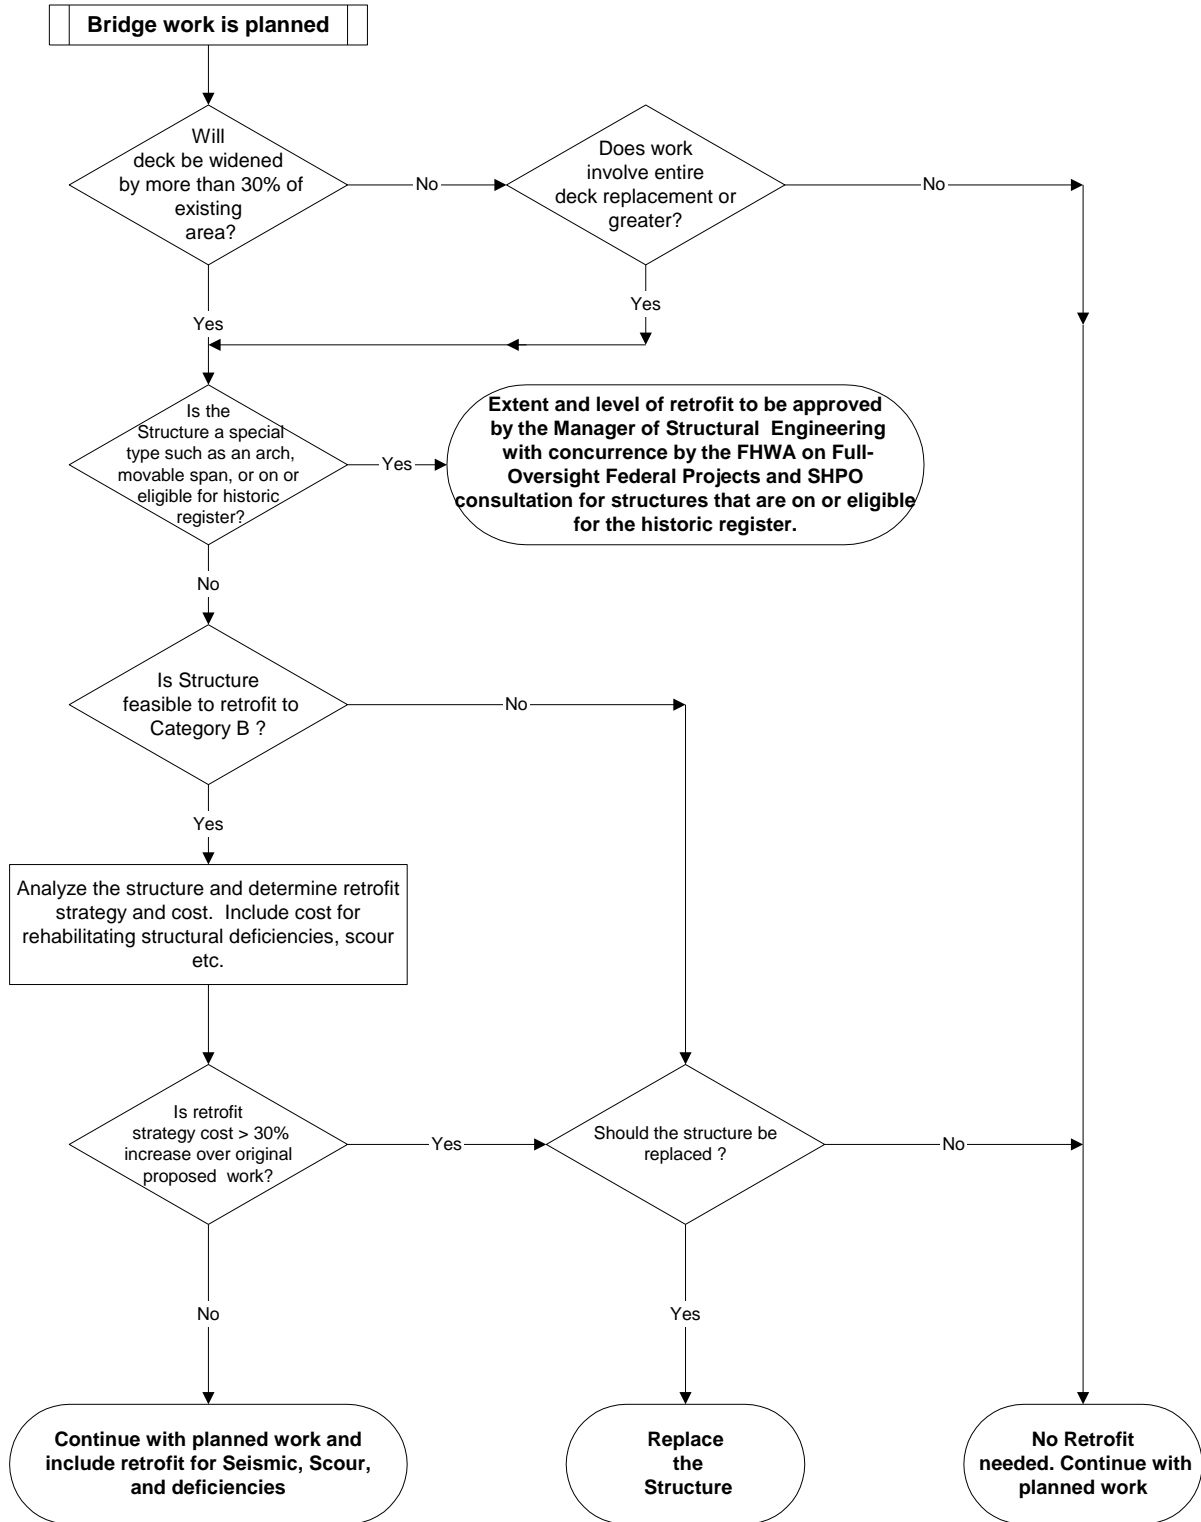 Bridge work is planned
Will
deck be widened
by more than 30% of
existing
area?
No
Does work
involve entire
deck replacement or
greater?
No
Yes
Yes
Is the
Structure a special
type such as an arch,
movable span, or on or
eligible for historic
register?
Yes
Extent and level of retrofit to be approved
by the Manager of Structural Engineering
with concurrence by the FHWA on Full-
Oversight Federal Projects and SHPO
consultation for structures that are on or eligible
for the historic register.
No
Is Structure
feasible to retrofit to
Category B ?
No
Yes
Analyze the structure and determine retrofit
strategy and cost. Include cost for
rehabilitating structural deficiencies, scour
etc.
Is retrofit
strategy cost > 30%
increase over original
proposed work?
Yes
Should the structure be
replaced ?
No
No
Yes
Continue with planned work and
include retrofit for Seismic, Scour,
and deficiencies
Replace
the
Structure
No Retrofit
needed. Continue with
planned work